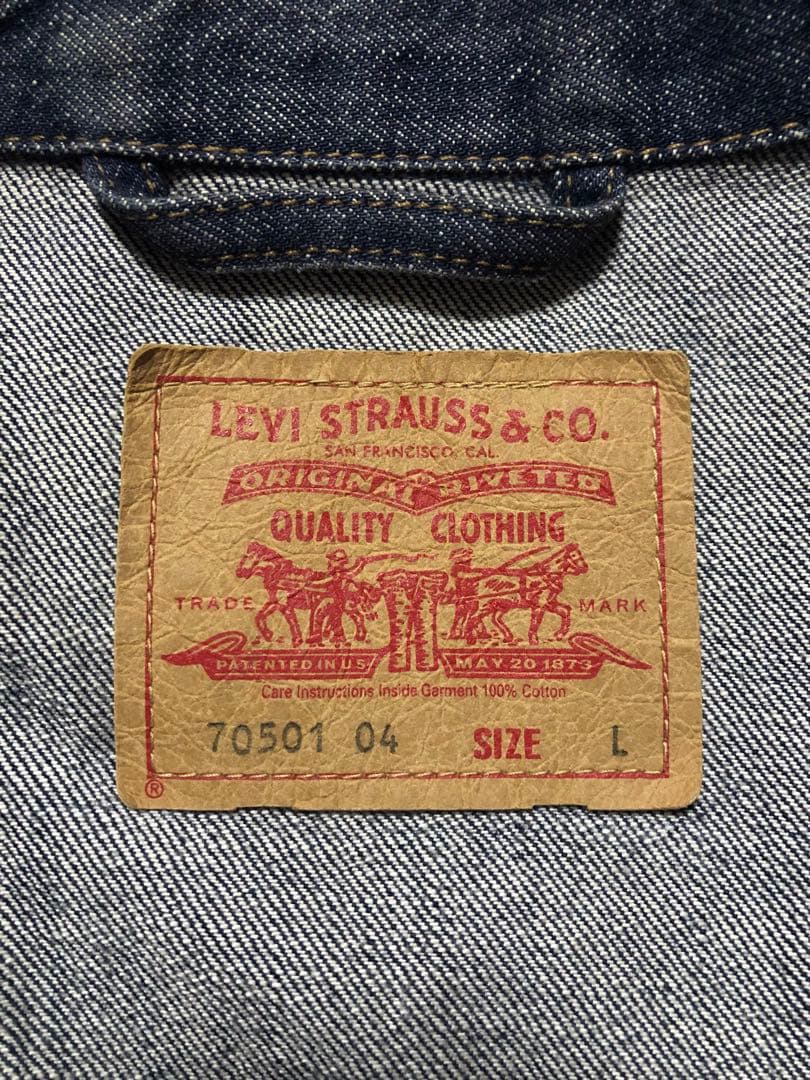 LEVI STRAUSS & CO.
SAN FRANCISCO, CAL.
ORIGINAL RIVETED
QUALITY CLOTHING
TRADE MARK
PATENTED IN U.S. MAY 20 1873
Care Instructions Inside Garment 100% Cotton
70501 04 SIZE L
®